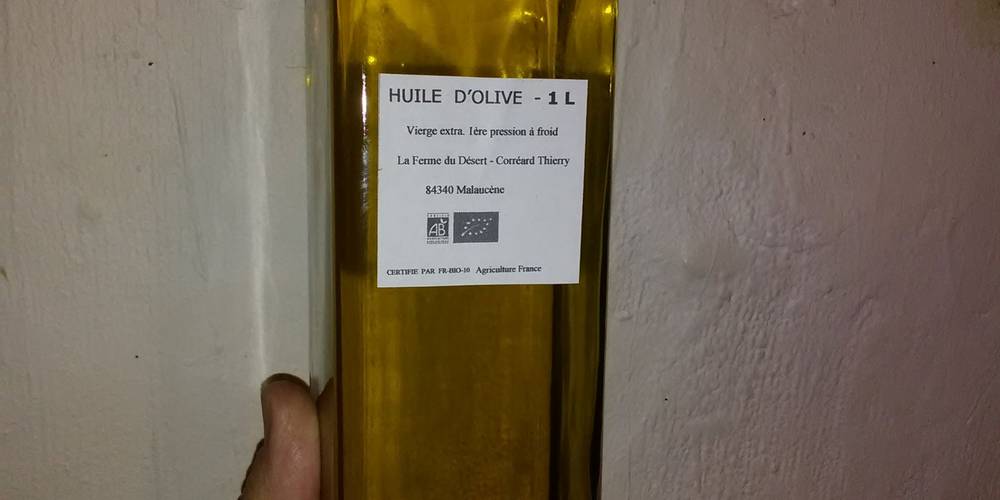 HUILE D'OLIVE - 1 L
Vierge extra. 1ère pression à froid
La Ferme du Désert - Corréard Thierry
84340 Malaucène
AB
CERTIFIE PAR FR-BIO-10 Agriculture France